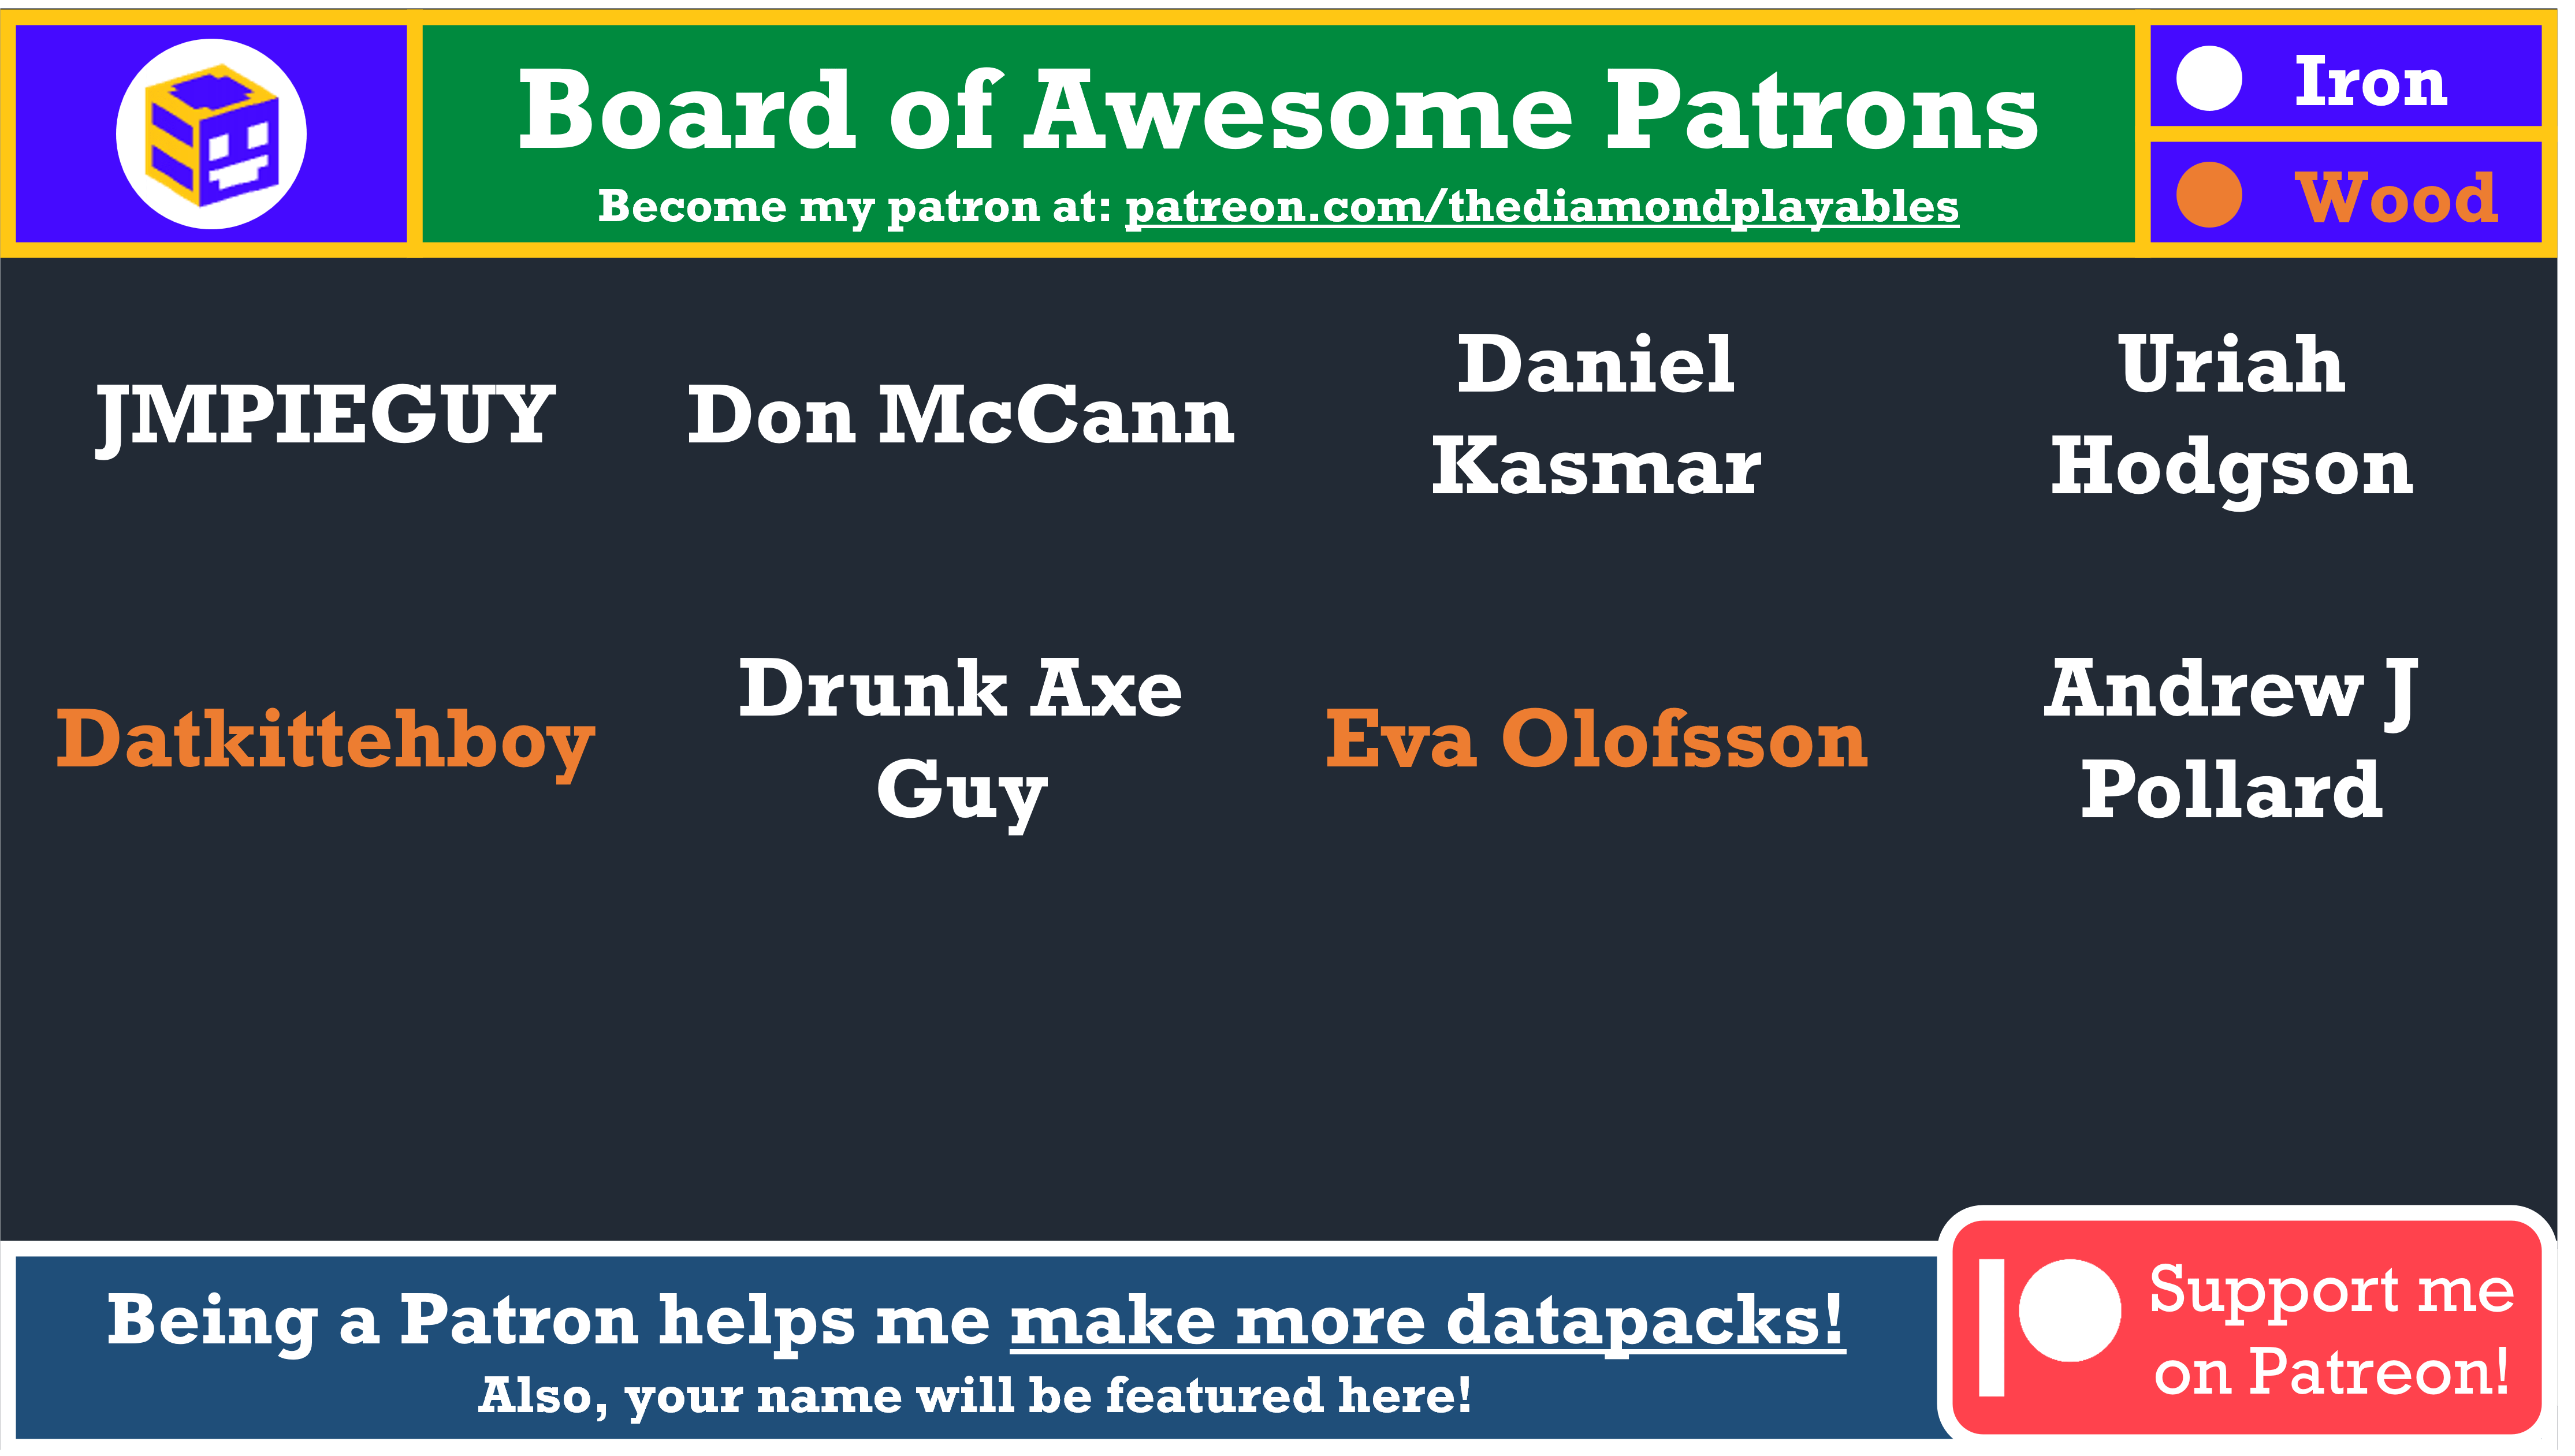 Board of Awesome Patrons
Become my patron at: patreon.com/thediamondplayables
Iron
Wood
JMPIEGUY
Don McCann
Daniel
Kasmar
Uriah
Hodgson
Datkittehboy
Drunk Axe
Guy
Eva Olofsson
Andrew J
Pollard
Being a Patron helps me make more datapacks!
Also, your name will be featured here!
Support me
on Patreon!